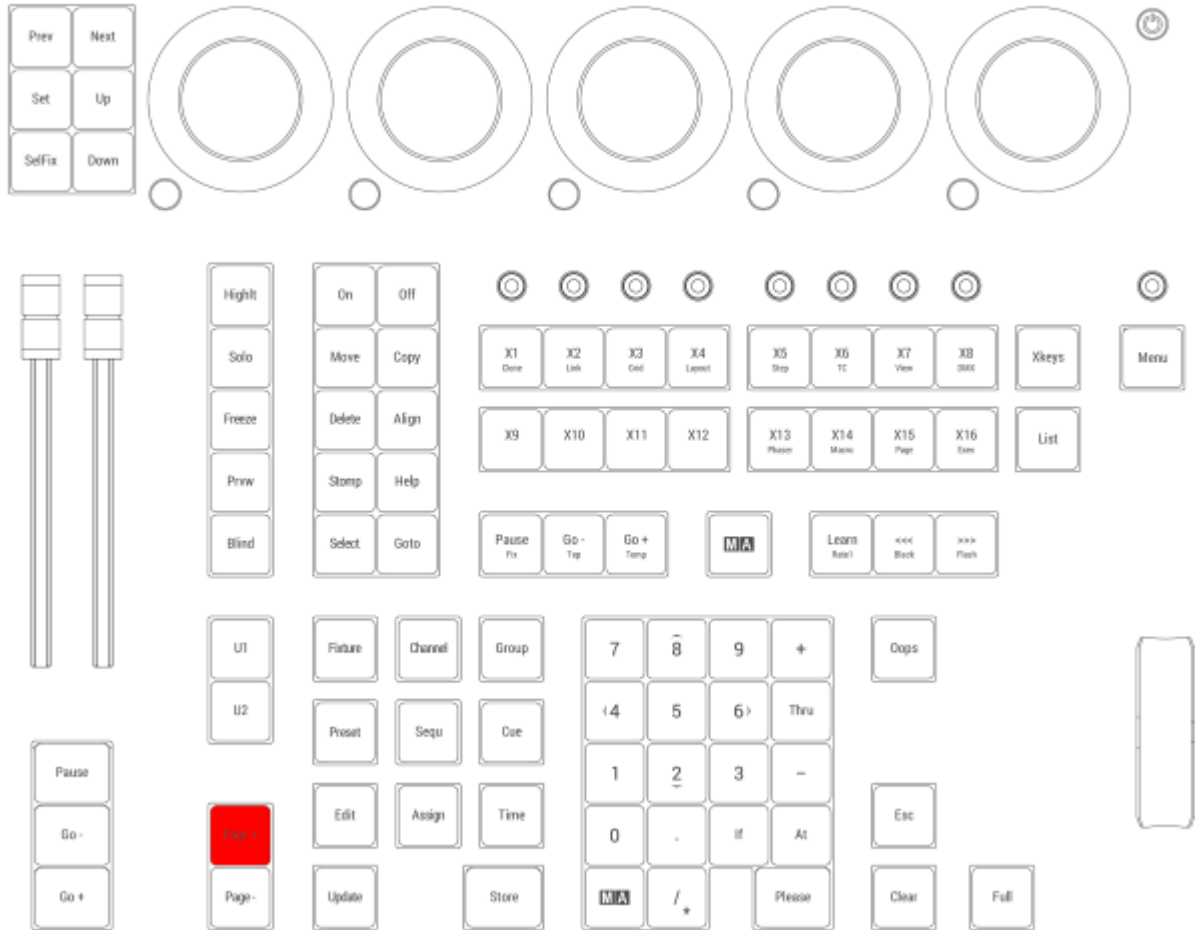 Prev Next
Set Up
SelFix Down
Highlt On Off
Solo Move Copy X1 X2 X3 X4 X5 X6 X7 X8 Xkeys Menu
Clone Link Grid Layout Step TC View DMX
Freeze Delete Align X9 X10 X11 X12 X13 X14 X15 X16 List
Phaser Macro Page Exec
Prvw Stomp Help
Blind Select Goto Pause Go - Go + MA Learn <<< >>>
Fix Top Temp Rate1 Black Flash
U1 Fixture Channel Group 7 8 9 + Oops
U2 Preset Sequ Cue 4 5 6 Thru
Pause 1 2 3 -
Go - Page + Edit Assign Time 0 . If At Esc
Go + Page - Update Store MA / * Please Clear Full